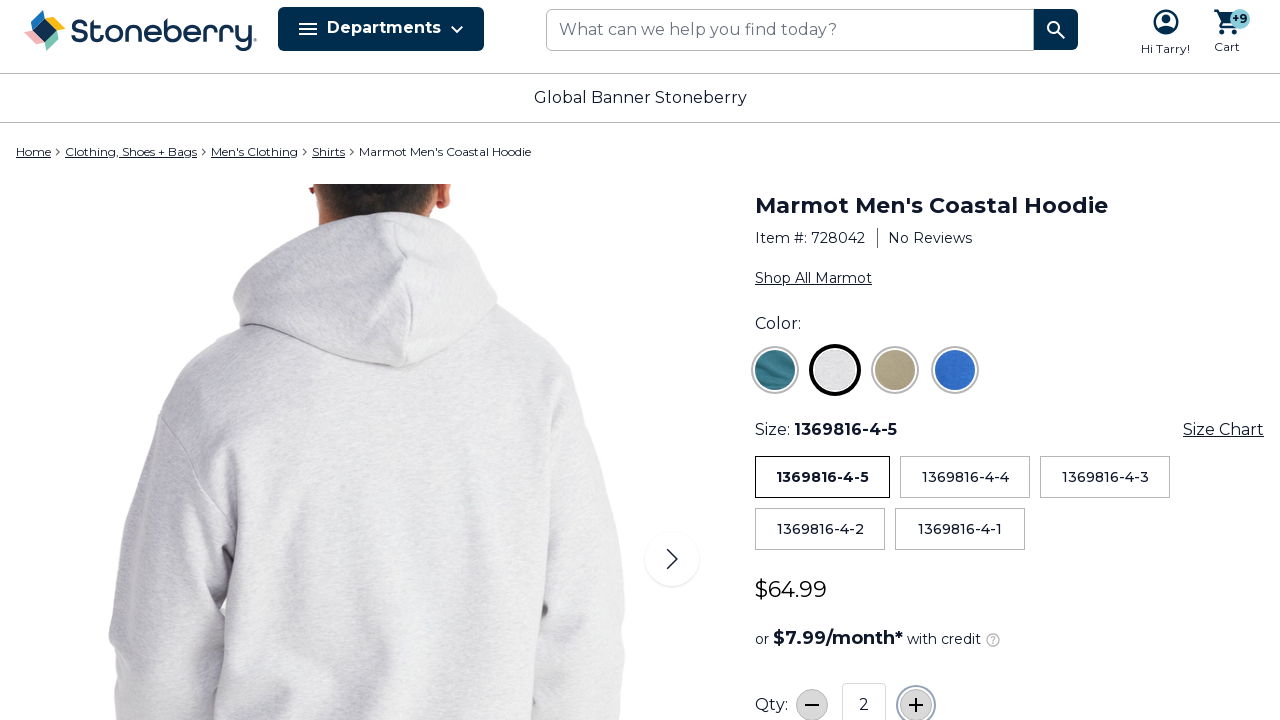 Stoneberry
Departments
What can we help you find today?
Hi Tarry!
+9
Cart
Global Banner Stoneberry
Home > Clothing, Shoes + Bags > Men's Clothing > Shirts > Marmot Men's Coastal Hoodie
Marmot Men's Coastal Hoodie
Item #: 728042 | No Reviews
Shop All Marmot
Color:
Size: 1369816-4-5
Size Chart
1369816-4-5
1369816-4-4
1369816-4-3
1369816-4-2
1369816-4-1
$64.99
or $7.99/month* with credit
Qty: 2